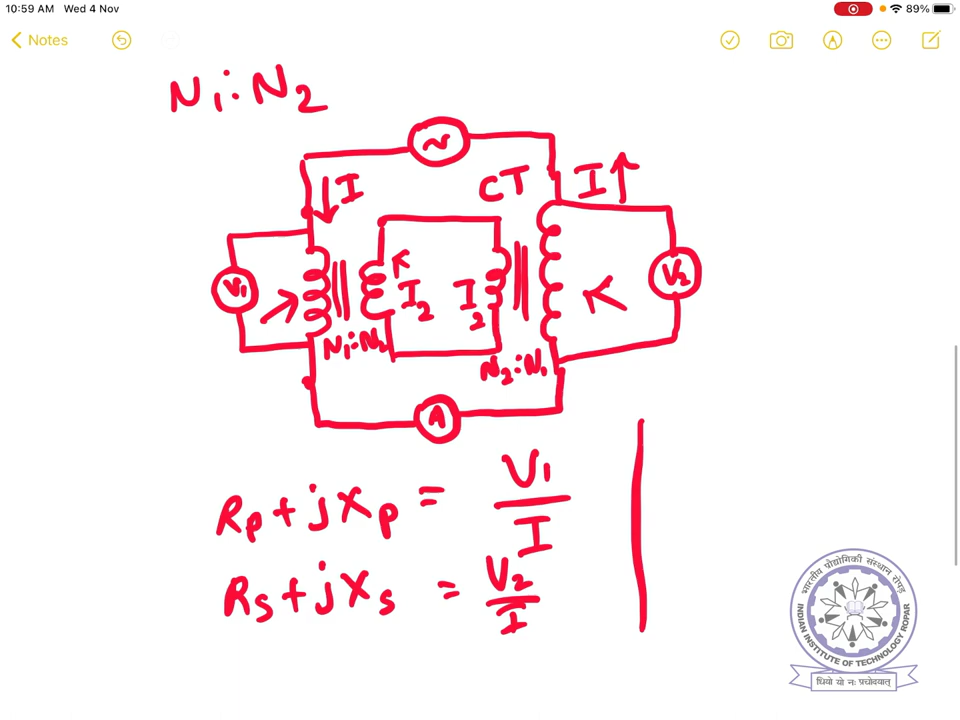 10:59 AM Wed 4 Nov
89%
Notes
N1:N2
~
I
CT
I
V1
V2
I2
I2
N1:N2
N2:N1
A
Rp+jXp = V1/I
Rs+jXs = V2/I
भारतीय प्रौद्योगिकी संस्थान रोपड़
INDIAN INSTITUTE OF TECHNOLOGY ROPAR
धियो यो नः प्रचोदयात्